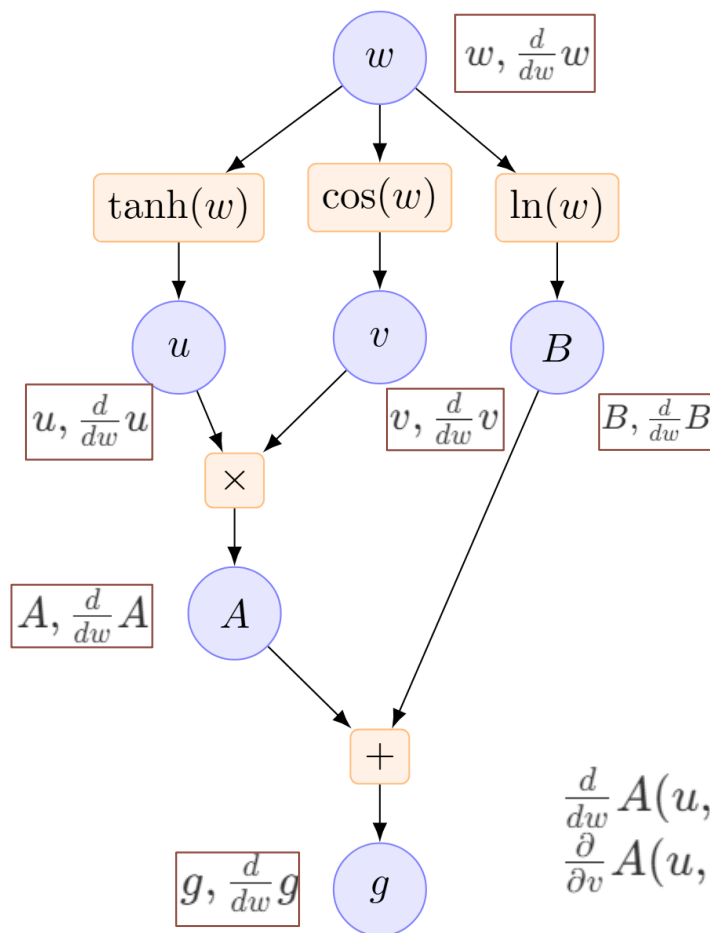 w
w, d/dw w
tanh(w)
cos(w)
ln(w)
u
v
B
u, d/dw u
v, d/dw v
B, d/dw B
×
A
A, d/dw A
+
d/dw A(u,
∂/∂v A(u,
g, d/dw g
g